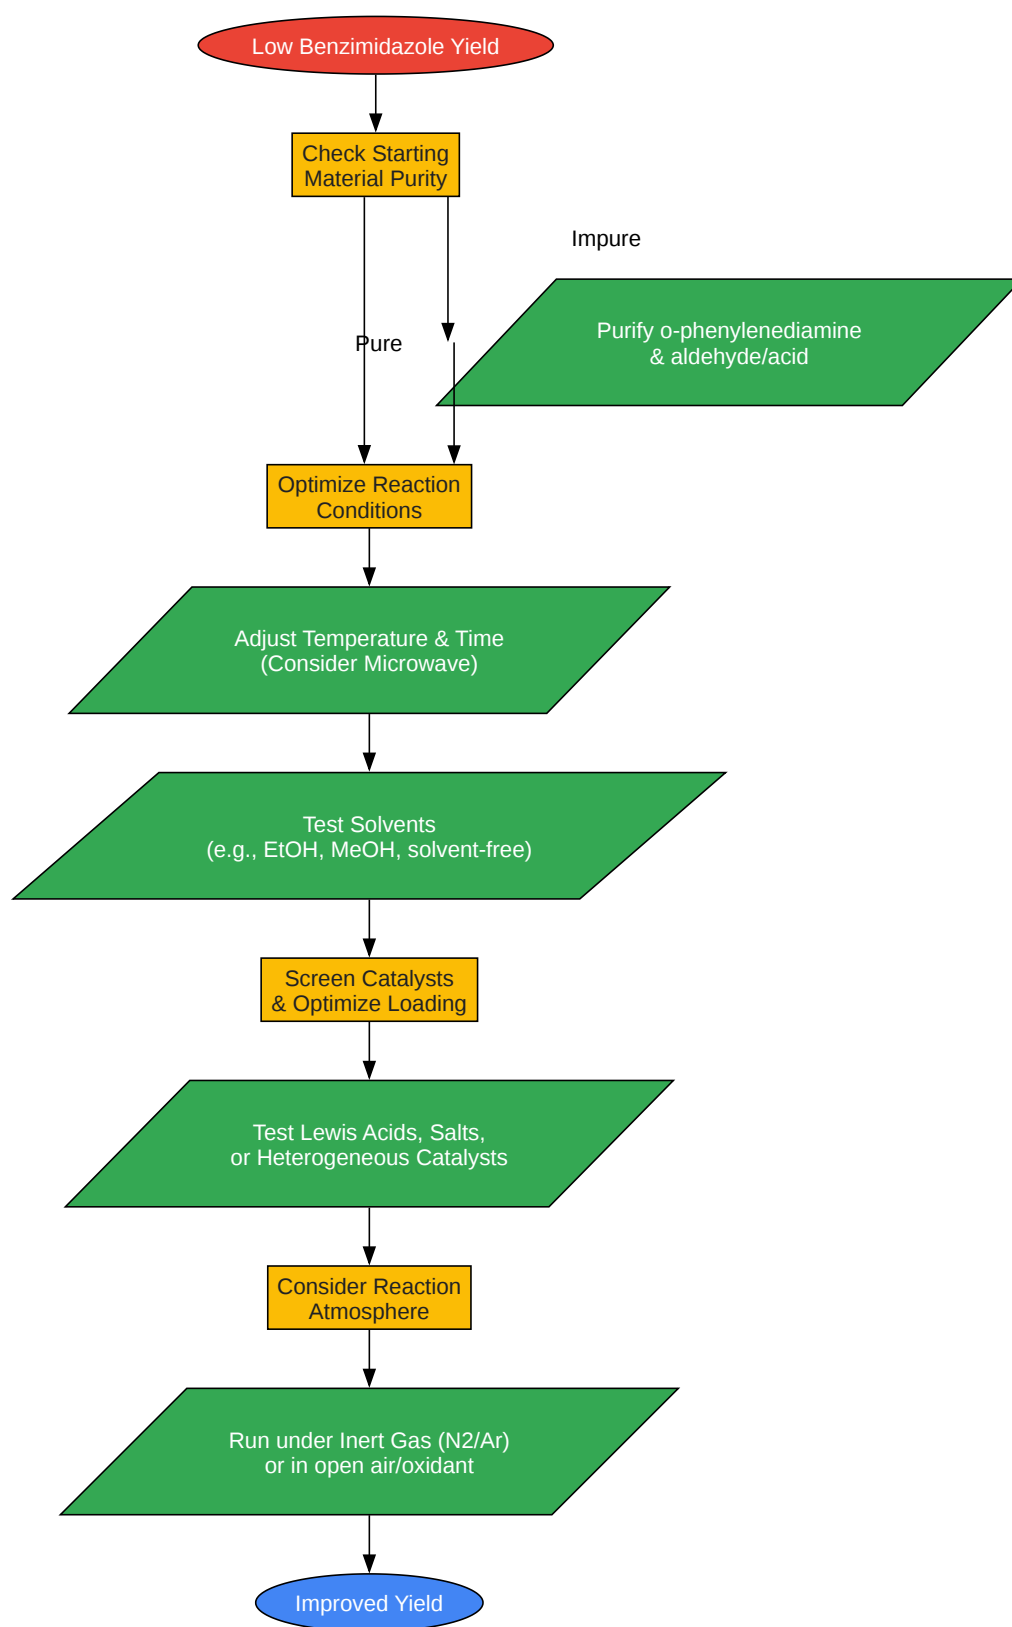 Low Benzimidazole Yield
Check Starting
Material Purity
Impure
Purify o-phenylenediamine
& aldehyde/acid
Pure
Optimize Reaction
Conditions
Adjust Temperature & Time
(Consider Microwave)
Test Solvents
(e.g., EtOH, MeOH, solvent-free)
Screen Catalysts
& Optimize Loading
Test Lewis Acids, Salts,
or Heterogeneous Catalysts
Consider Reaction
Atmosphere
Run under Inert Gas (N2/Ar)
or in open air/oxidant
Improved Yield